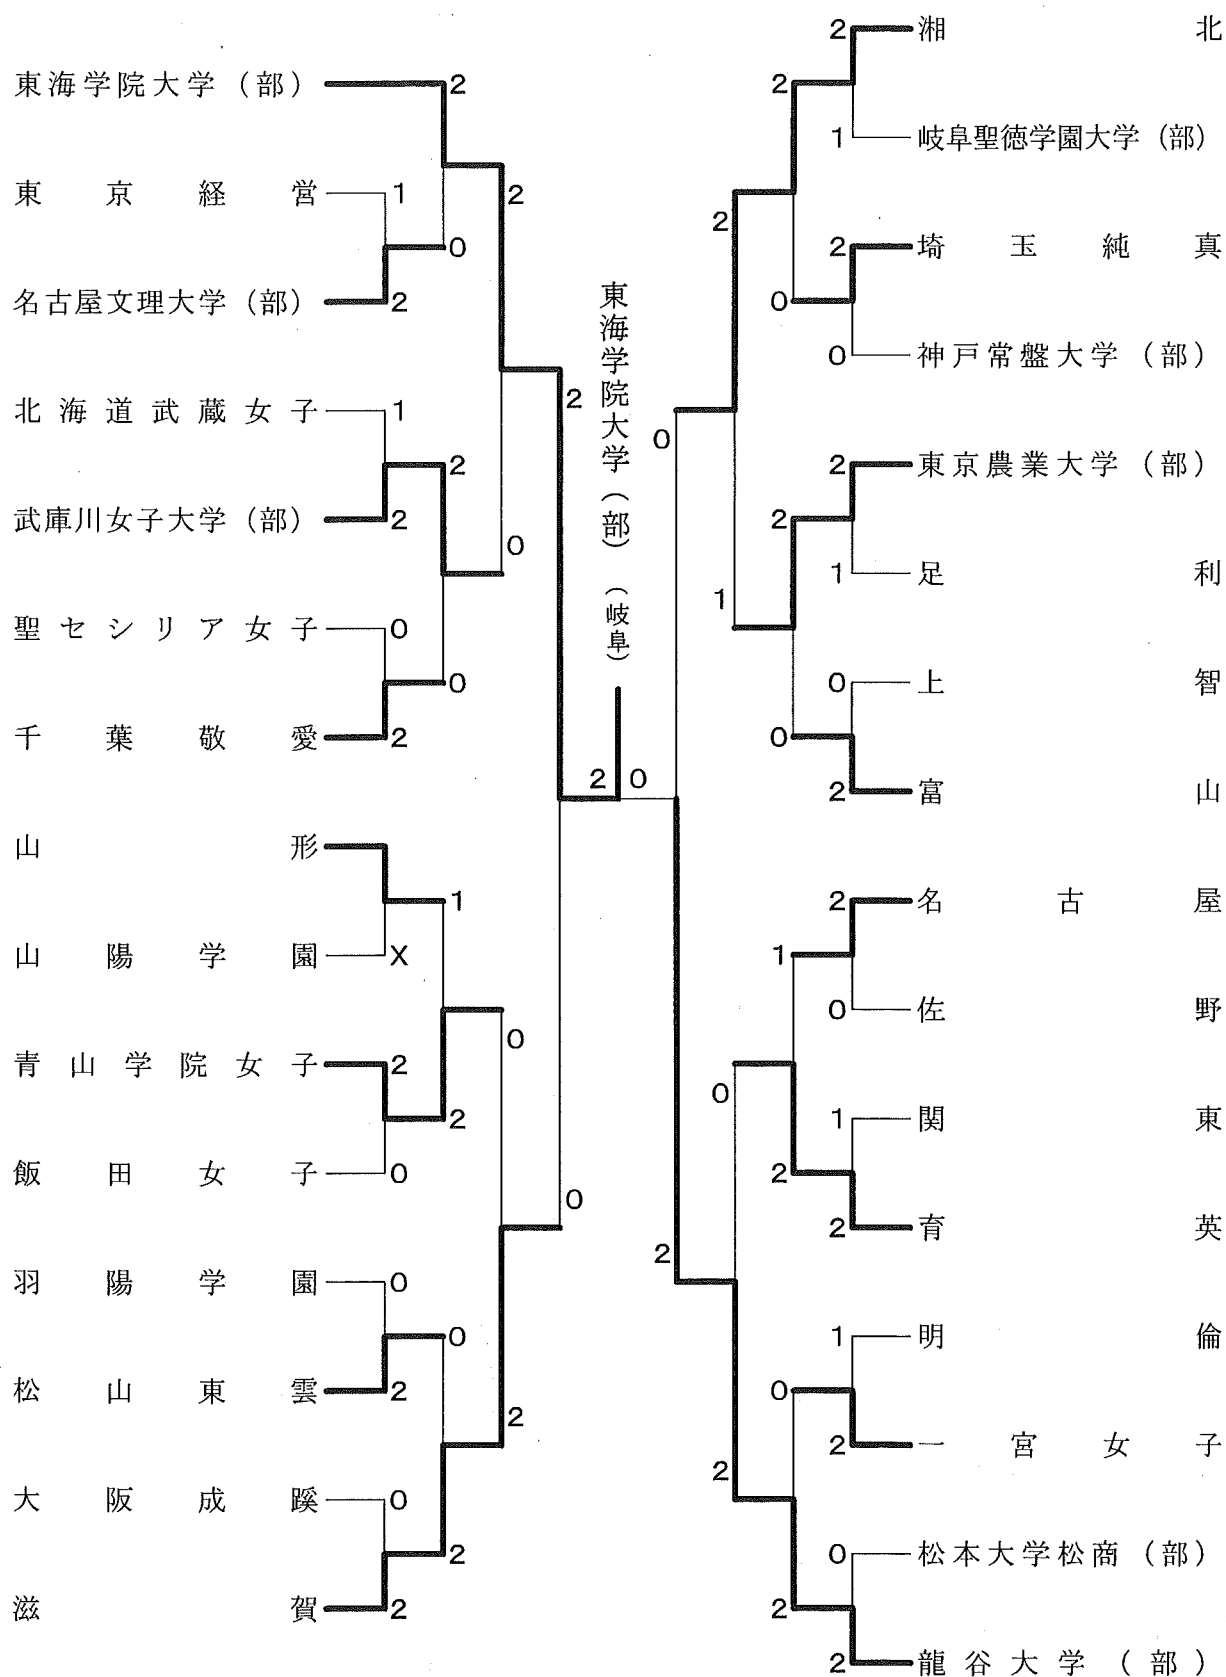 東海学院大学（部）
2
東京経営
1
0
名古屋文理大学（部）
2
2
北海道武蔵女子
1
2
武庫川女子大学（部）
2
0
聖セシリア女子
0
0
千葉敬愛
2
2
山形
1
山陽学園
X
青山学院女子
2
2
飯田女子
0
0
羽陽学園
0
0
松山東雲
2
2
大阪成蹊
0
2
滋賀
2
0
東海学院大学（部）（岐阜）
2 0
2 湘北
2
1 岐阜聖徳学園大学（部）
2
2 埼玉純真
0
0 神戸常盤大学（部）
0
2 東京農業大学（部）
2
1 足利
1
0 上智
0
2 富山
2 名古屋
1
0 佐野
0
1 関東
2
2 育英
2
1 明倫
0
2 一宮女子
2
0 松本大学松商（部）
2
2 龍谷大学（部）